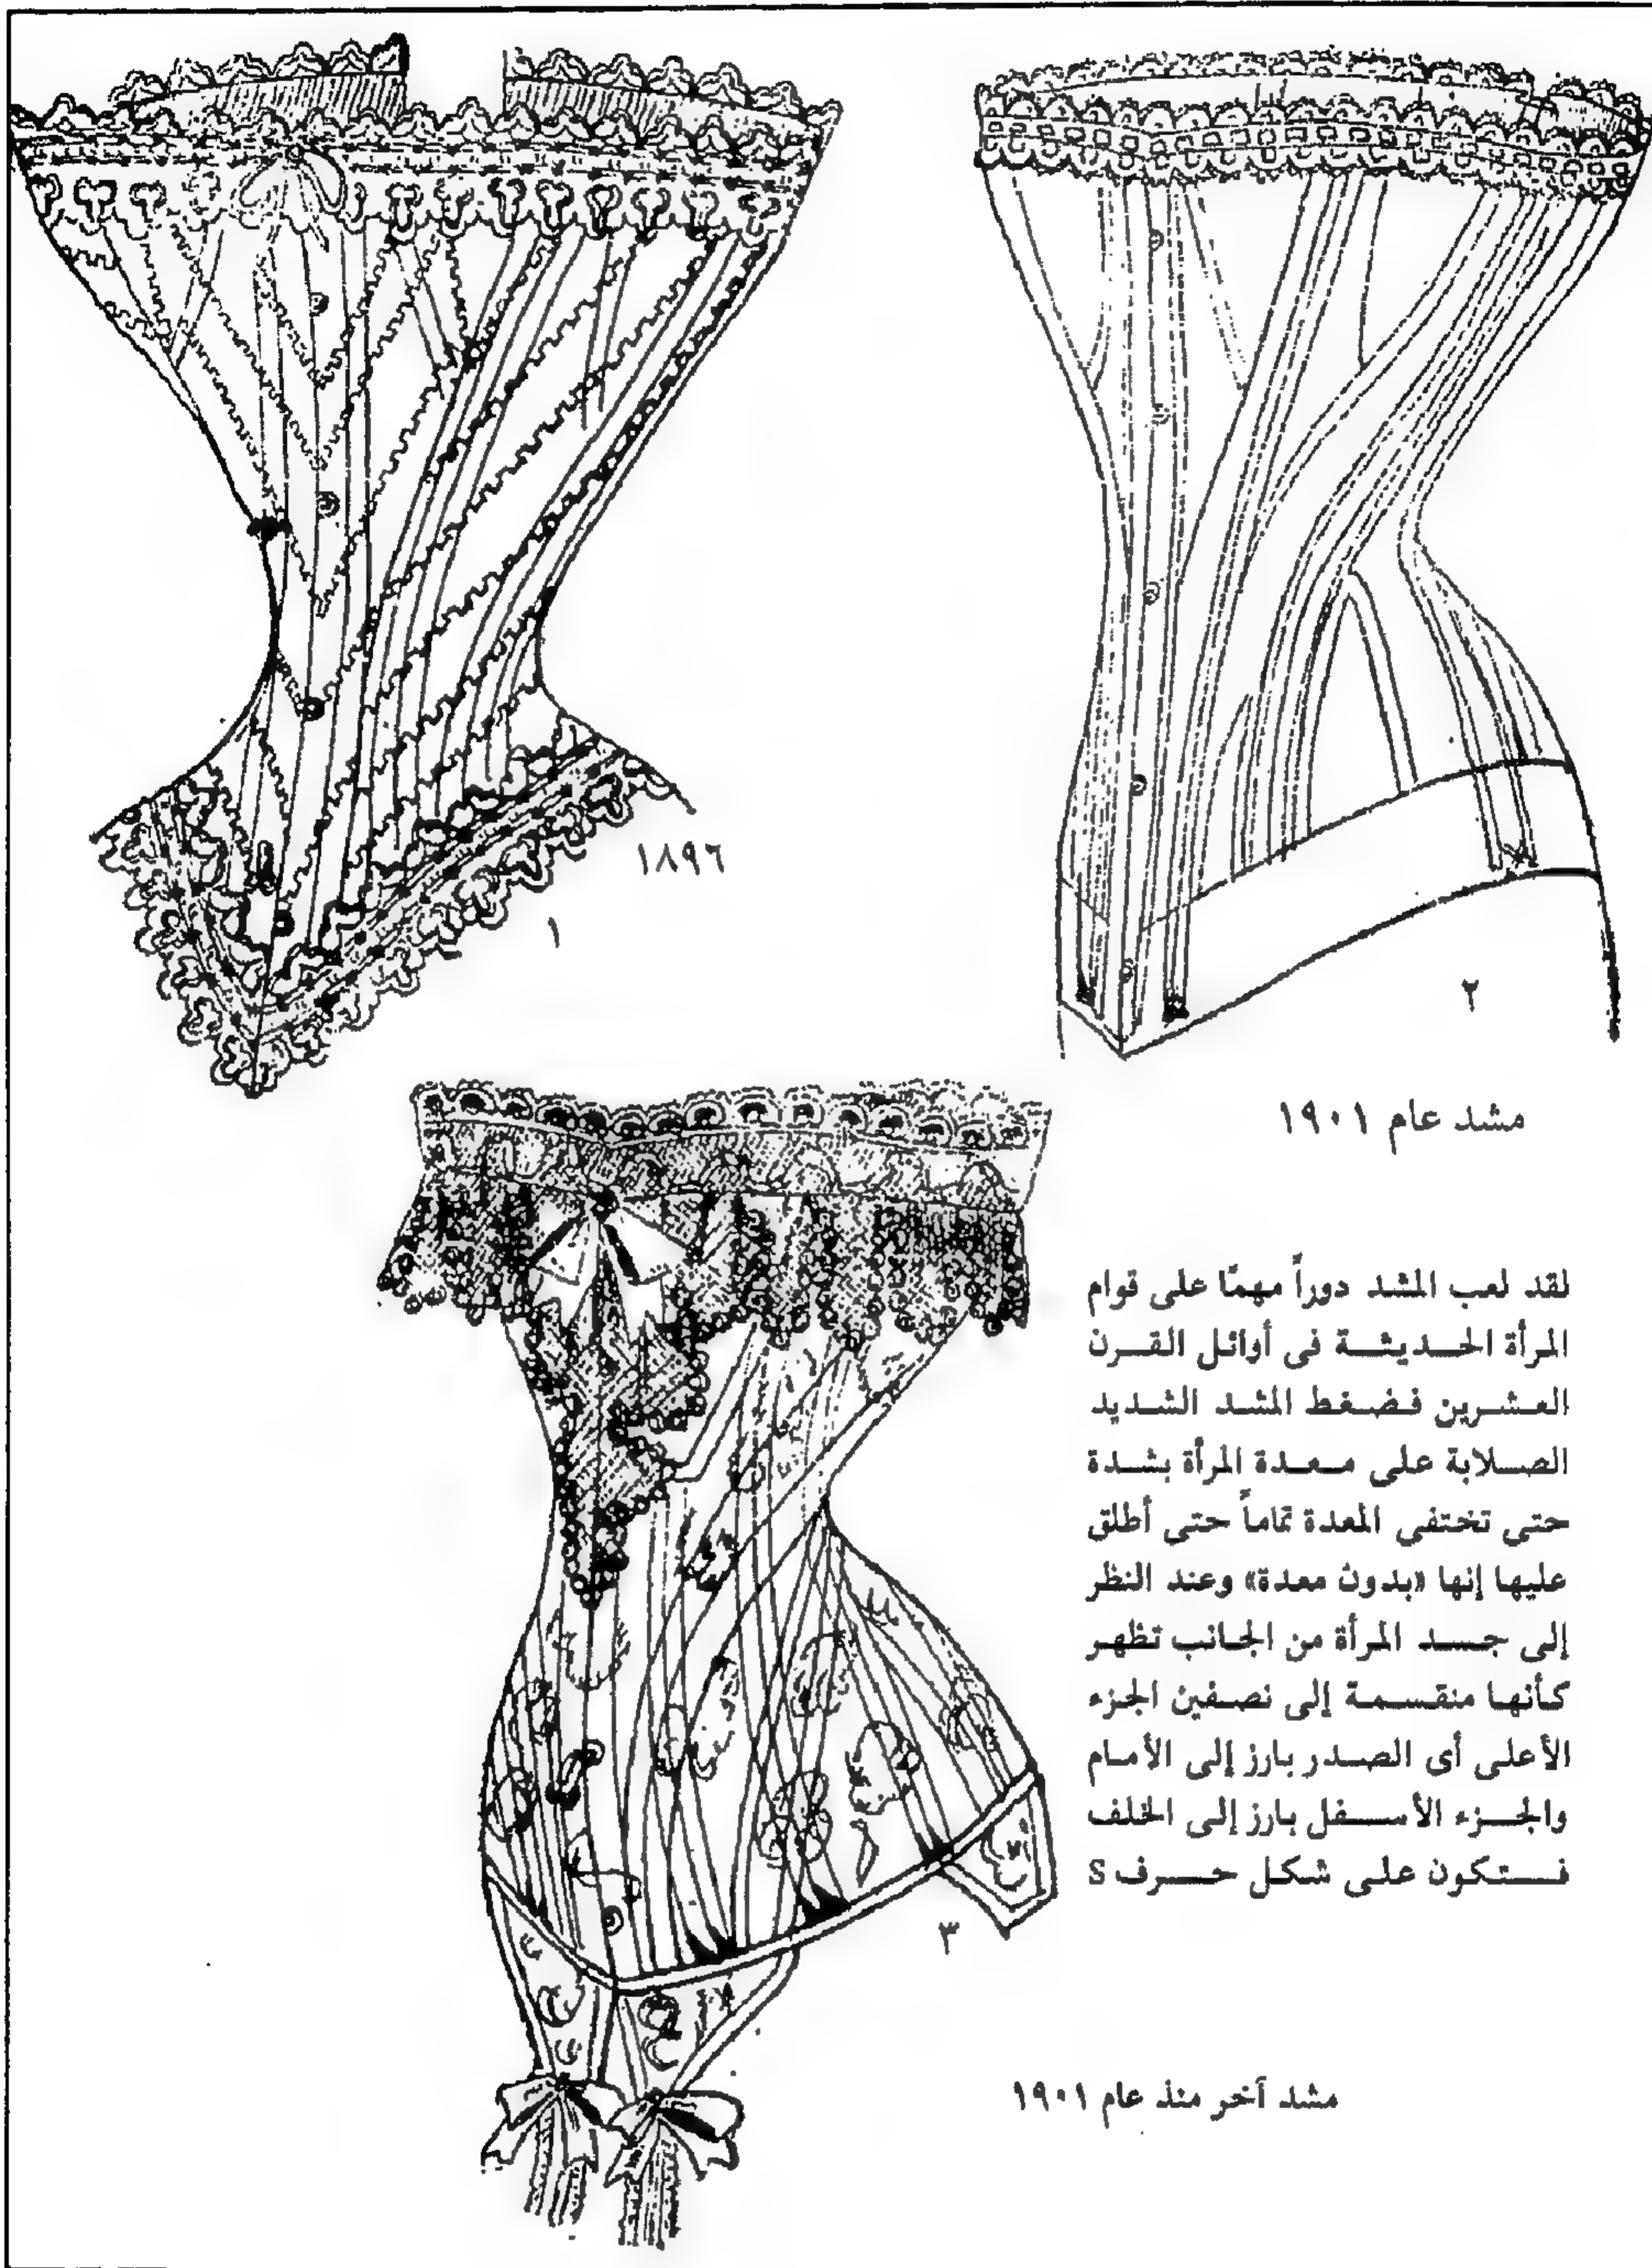 ١٨٩٦
١
٢
مشد عام ١٩٠١
لقد لعب المشد دوراً مهمًا على قوام
المرأة الحديثة فى أوائل القرن
العشرين فضغط المشد الشديد
الصلابة على معدة المرأة بشدة
حتى تختفى المعدة تماماً حتى أطلق
عليها إنها «بدون معدة» وعند النظر
إلى جسد المرأة من الجانب تظهر
كأنها منقسمة إلى نصفين الجزء
الأعلى أى الصدر بارز إلى الأمام
والجزء الأسفل بارز إلى الخلف
فتكون على شكل حرف S
٣
مشد آخر منذ عام ١٩٠١